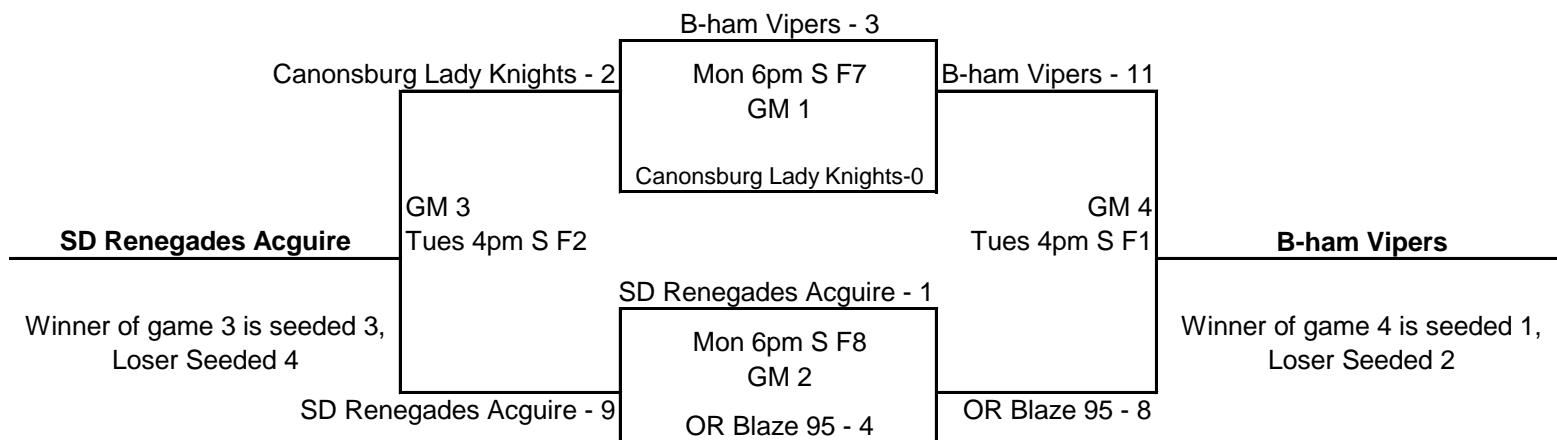 B-ham Vipers - 3
Canonsburg Lady Knights - 2
Mon 6pm S F7
B-ham Vipers - 11
GM 1
Canonsburg Lady Knights-0
GM 3
GM 4
SD Renegades Acguire
Tues 4pm S F2
Tues 4pm S F1
B-ham Vipers
SD Renegades Acguire - 1
Winner of game 3 is seeded 3,
Loser Seeded 4
Mon 6pm S F8
GM 2
Winner of game 4 is seeded 1,
Loser Seeded 2
SD Renegades Acguire - 9
OR Blaze 95 - 8
OR Blaze 95 - 4